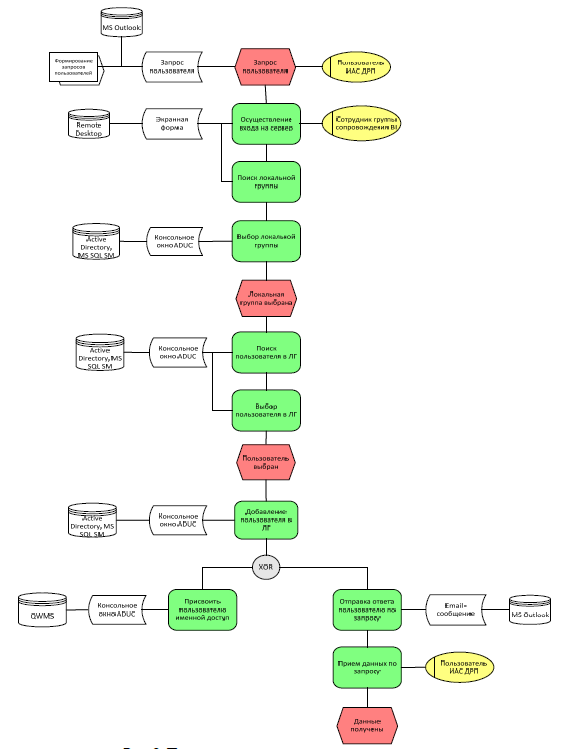 MS Outlook
Формирование
запросов
пользователей
Запрос
пользователя
Запрос
пользователя
Пользователь
ИАС ДРП
Remote
Desktop
Экранная
форма
Осуществление
входа на сервер
Сотрудник группы
сопровождения BI
Поиск локальной
группы
Active
Directory,
MS SQL SM
Консольное
окно ADUC
Выбор локальной
группы
Локальная
группа выбрана
Active
Directory, MS
SQL SM
Консольное
окно ADUC
Поиск
пользователя в ЛГ
Выбор
пользователя в ЛГ
Пользователь
выбран
Active
Directory, MS
SQL SM
Консольное
окно ADUC
Добавление
пользователя в
ЛГ
XOR
QWMS
Консольное
окно ADUC
Присвоить
пользователю
именной доступ
Отправка ответа
пользователю по
запросу
Email-
сообщение
MS Outlook
Прием данных по
запросу
Пользователь
ИАС ДРП
Данные
получены